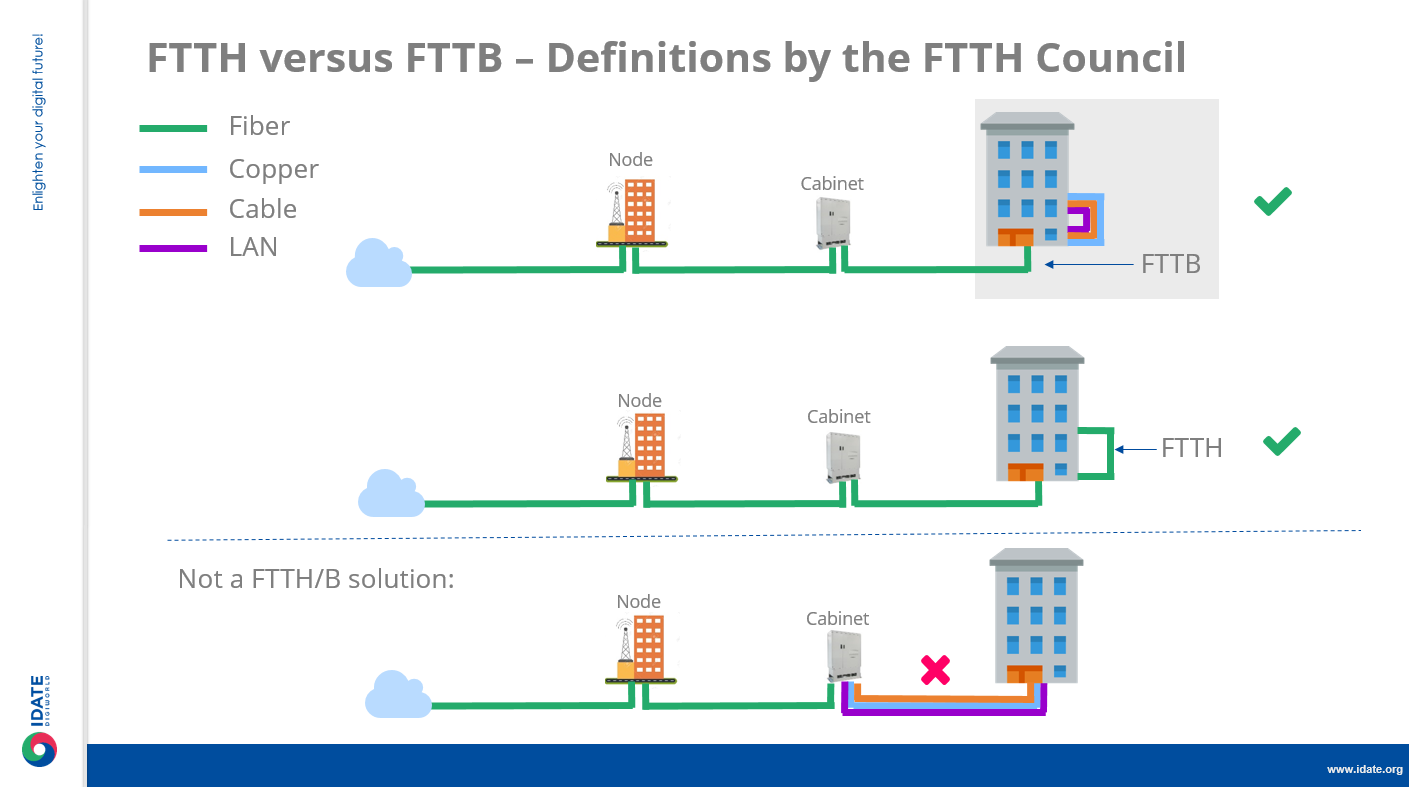 Enlighten your digital future!
FTTH versus FTTB – Definitions by the FTTH Council
Fiber
Copper
Cable
LAN
Node
Cabinet
FTTB
Node
Cabinet
FTTH
Not a FTTH/B solution:
Node
Cabinet
IDATE
DIGIWORLD
www.idate.org